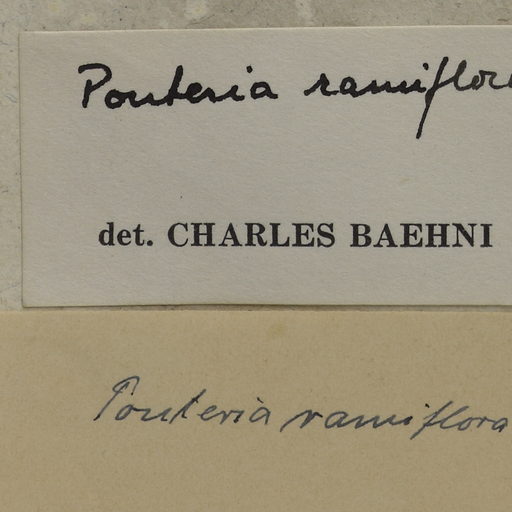 Pouteria ramiflora
det. CHARLES BAEHNI
Pouteria ramiflora